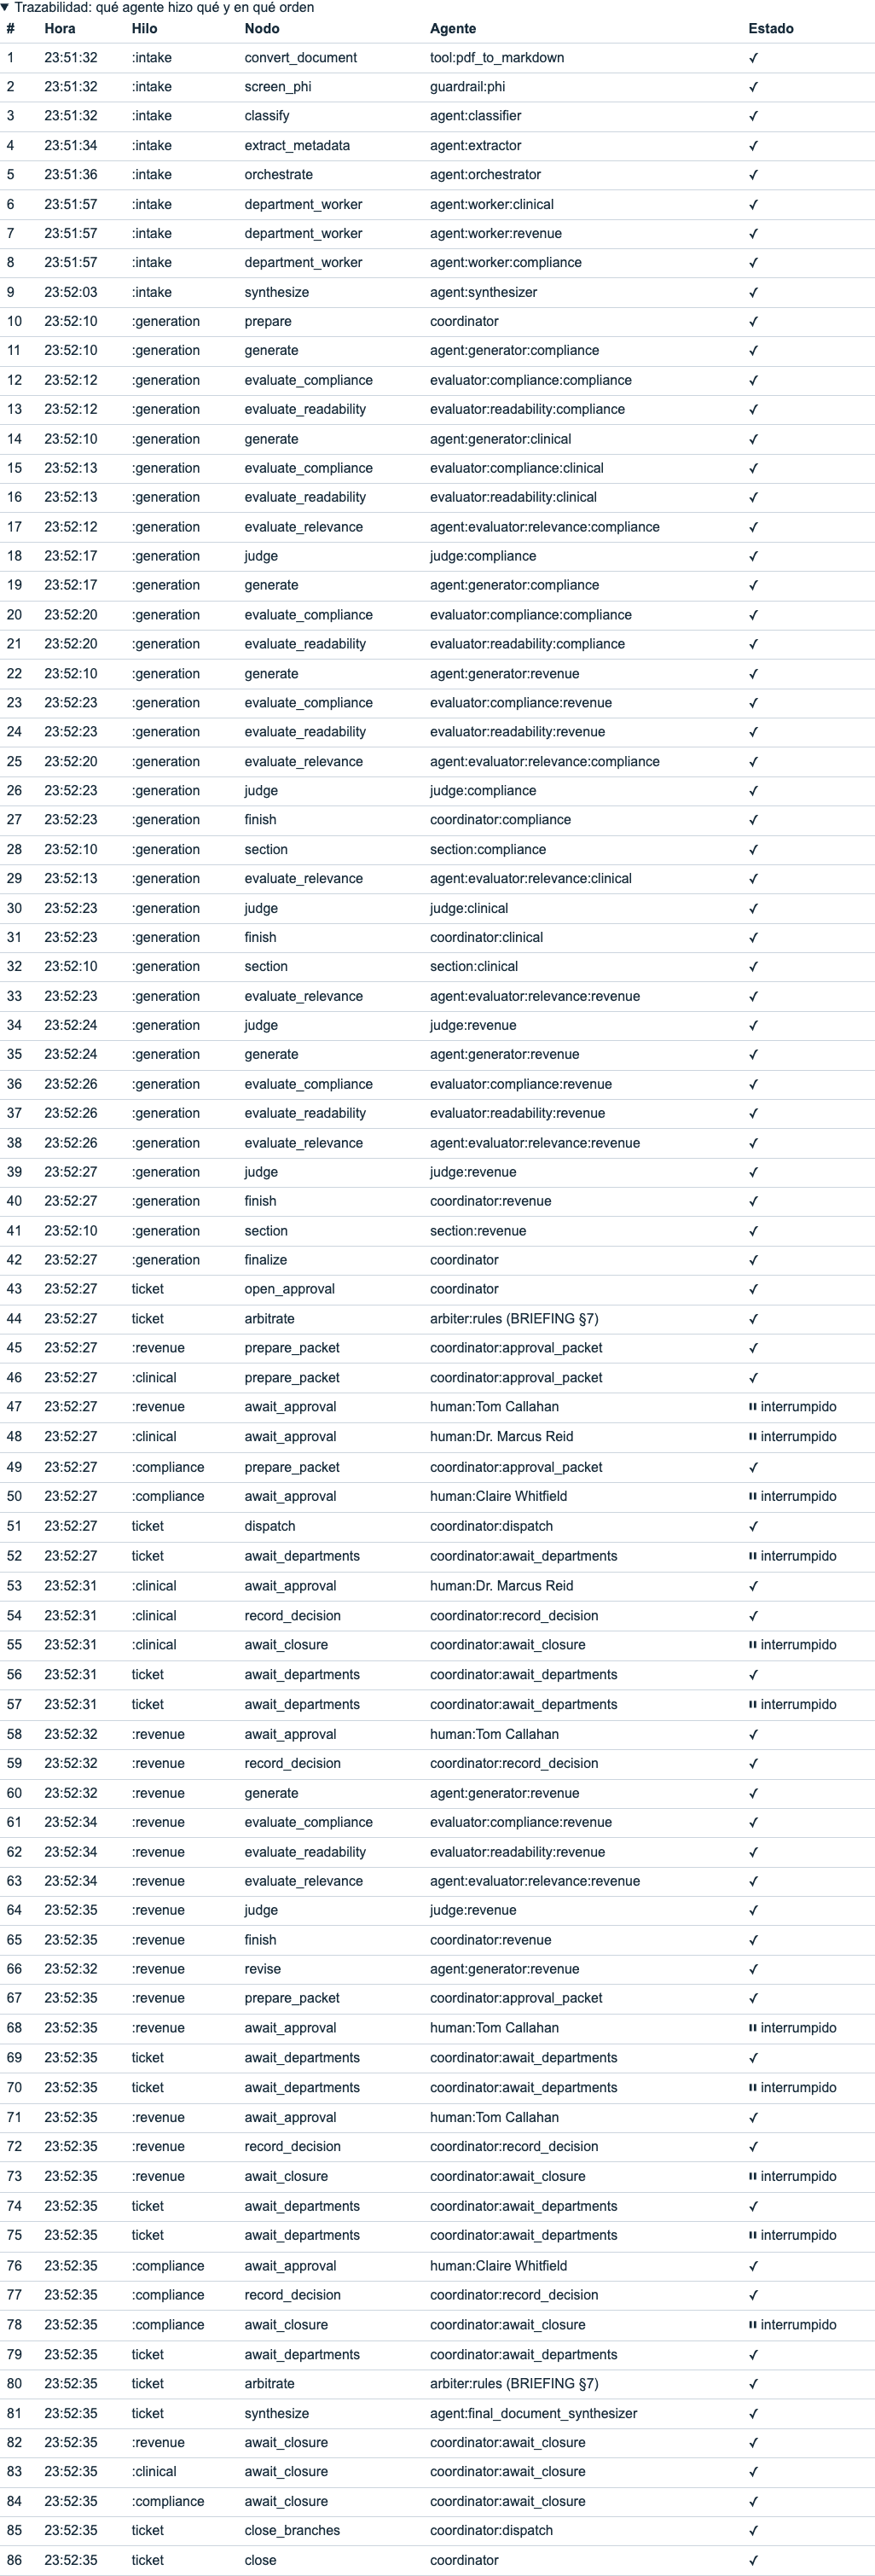 ▼ Trazabilidad: qué agente hizo qué y en qué orden
# Hora Hilo Nodo Agente Estado
1 23:51:32 :intake convert_document tool:pdf_to_markdown ✓
2 23:51:32 :intake screen_phi guardrail:phi ✓
3 23:51:32 :intake classify agent:classifier ✓
4 23:51:34 :intake extract_metadata agent:extractor ✓
5 23:51:36 :intake orchestrate agent:orchestrator ✓
6 23:51:57 :intake department_worker agent:worker:clinical ✓
7 23:51:57 :intake department_worker agent:worker:revenue ✓
8 23:51:57 :intake department_worker agent:worker:compliance ✓
9 23:52:03 :intake synthesize agent:synthesizer ✓
10 23:52:10 :generation prepare coordinator ✓
11 23:52:10 :generation generate agent:generator:compliance ✓
12 23:52:12 :generation evaluate_compliance evaluator:compliance:compliance ✓
13 23:52:12 :generation evaluate_readability evaluator:readability:compliance ✓
14 23:52:10 :generation generate agent:generator:clinical ✓
15 23:52:13 :generation evaluate_compliance evaluator:compliance:clinical ✓
16 23:52:13 :generation evaluate_readability evaluator:readability:clinical ✓
17 23:52:12 :generation evaluate_relevance agent:evaluator:relevance:compliance ✓
18 23:52:17 :generation judge judge:compliance ✓
19 23:52:17 :generation generate agent:generator:compliance ✓
20 23:52:20 :generation evaluate_compliance evaluator:compliance:compliance ✓
21 23:52:20 :generation evaluate_readability evaluator:readability:compliance ✓
22 23:52:10 :generation generate agent:generator:revenue ✓
23 23:52:23 :generation evaluate_compliance evaluator:compliance:revenue ✓
24 23:52:23 :generation evaluate_readability evaluator:readability:revenue ✓
25 23:52:20 :generation evaluate_relevance agent:evaluator:relevance:compliance ✓
26 23:52:23 :generation judge judge:compliance ✓
27 23:52:23 :generation finish coordinator:compliance ✓
28 23:52:10 :generation section section:compliance ✓
29 23:52:13 :generation evaluate_relevance agent:evaluator:relevance:clinical ✓
30 23:52:23 :generation judge judge:clinical ✓
31 23:52:23 :generation finish coordinator:clinical ✓
32 23:52:10 :generation section section:clinical ✓
33 23:52:23 :generation evaluate_relevance agent:evaluator:relevance:revenue ✓
34 23:52:24 :generation judge judge:revenue ✓
35 23:52:24 :generation generate agent:generator:revenue ✓
36 23:52:26 :generation evaluate_compliance evaluator:compliance:revenue ✓
37 23:52:26 :generation evaluate_readability evaluator:readability:revenue ✓
38 23:52:26 :generation evaluate_relevance agent:evaluator:relevance:revenue ✓
39 23:52:27 :generation judge judge:revenue ✓
40 23:52:27 :generation finish coordinator:revenue ✓
41 23:52:10 :generation section section:revenue ✓
42 23:52:27 :generation finalize coordinator ✓
43 23:52:27 ticket open_approval coordinator ✓
44 23:52:27 ticket arbitrate arbiter:rules (BRIEFING §7) ✓
45 23:52:27 :revenue prepare_packet coordinator:approval_packet ✓
46 23:52:27 :clinical prepare_packet coordinator:approval_packet ✓
47 23:52:27 :revenue await_approval human:Tom Callahan ⏸ interrumpido
48 23:52:27 :clinical await_approval human:Dr. Marcus Reid ⏸ interrumpido
49 23:52:27 :compliance prepare_packet coordinator:approval_packet ✓
50 23:52:27 :compliance await_approval human:Claire Whitfield ⏸ interrumpido
51 23:52:27 ticket dispatch coordinator:dispatch ✓
52 23:52:27 ticket await_departments coordinator:await_departments ⏸ interrumpido
53 23:52:31 :clinical await_approval human:Dr. Marcus Reid ✓
54 23:52:31 :clinical record_decision coordinator:record_decision ✓
55 23:52:31 :clinical await_closure coordinator:await_closure ⏸ interrumpido
56 23:52:31 ticket await_departments coordinator:await_departments ✓
57 23:52:31 ticket await_departments coordinator:await_departments ⏸ interrumpido
58 23:52:32 :revenue await_approval human:Tom Callahan ✓
59 23:52:32 :revenue record_decision coordinator:record_decision ✓
60 23:52:32 :revenue generate agent:generator:revenue ✓
61 23:52:34 :revenue evaluate_compliance evaluator:compliance:revenue ✓
62 23:52:34 :revenue evaluate_readability evaluator:readability:revenue ✓
63 23:52:34 :revenue evaluate_relevance agent:evaluator:relevance:revenue ✓
64 23:52:35 :revenue judge judge:revenue ✓
65 23:52:35 :revenue finish coordinator:revenue ✓
66 23:52:32 :revenue revise agent:generator:revenue ✓
67 23:52:35 :revenue prepare_packet coordinator:approval_packet ✓
68 23:52:35 :revenue await_approval human:Tom Callahan ⏸ interrumpido
69 23:52:35 ticket await_departments coordinator:await_departments ✓
70 23:52:35 ticket await_departments coordinator:await_departments ⏸ interrumpido
71 23:52:35 :revenue await_approval human:Tom Callahan ✓
72 23:52:35 :revenue record_decision coordinator:record_decision ✓
73 23:52:35 :revenue await_closure coordinator:await_closure ⏸ interrumpido
74 23:52:35 ticket await_departments coordinator:await_departments ✓
75 23:52:35 ticket await_departments coordinator:await_departments ⏸ interrumpido
76 23:52:35 :compliance await_approval human:Claire Whitfield ✓
77 23:52:35 :compliance record_decision coordinator:record_decision ✓
78 23:52:35 :compliance await_closure coordinator:await_closure ⏸ interrumpido
79 23:52:35 ticket await_departments coordinator:await_departments ✓
80 23:52:35 ticket arbitrate arbiter:rules (BRIEFING §7) ✓
81 23:52:35 ticket synthesize agent:final_document_synthesizer ✓
82 23:52:35 :revenue await_closure coordinator:await_closure ✓
83 23:52:35 :clinical await_closure coordinator:await_closure ✓
84 23:52:35 :compliance await_closure coordinator:await_closure ✓
85 23:52:35 ticket close_branches coordinator:dispatch ✓
86 23:52:35 ticket close coordinator ✓